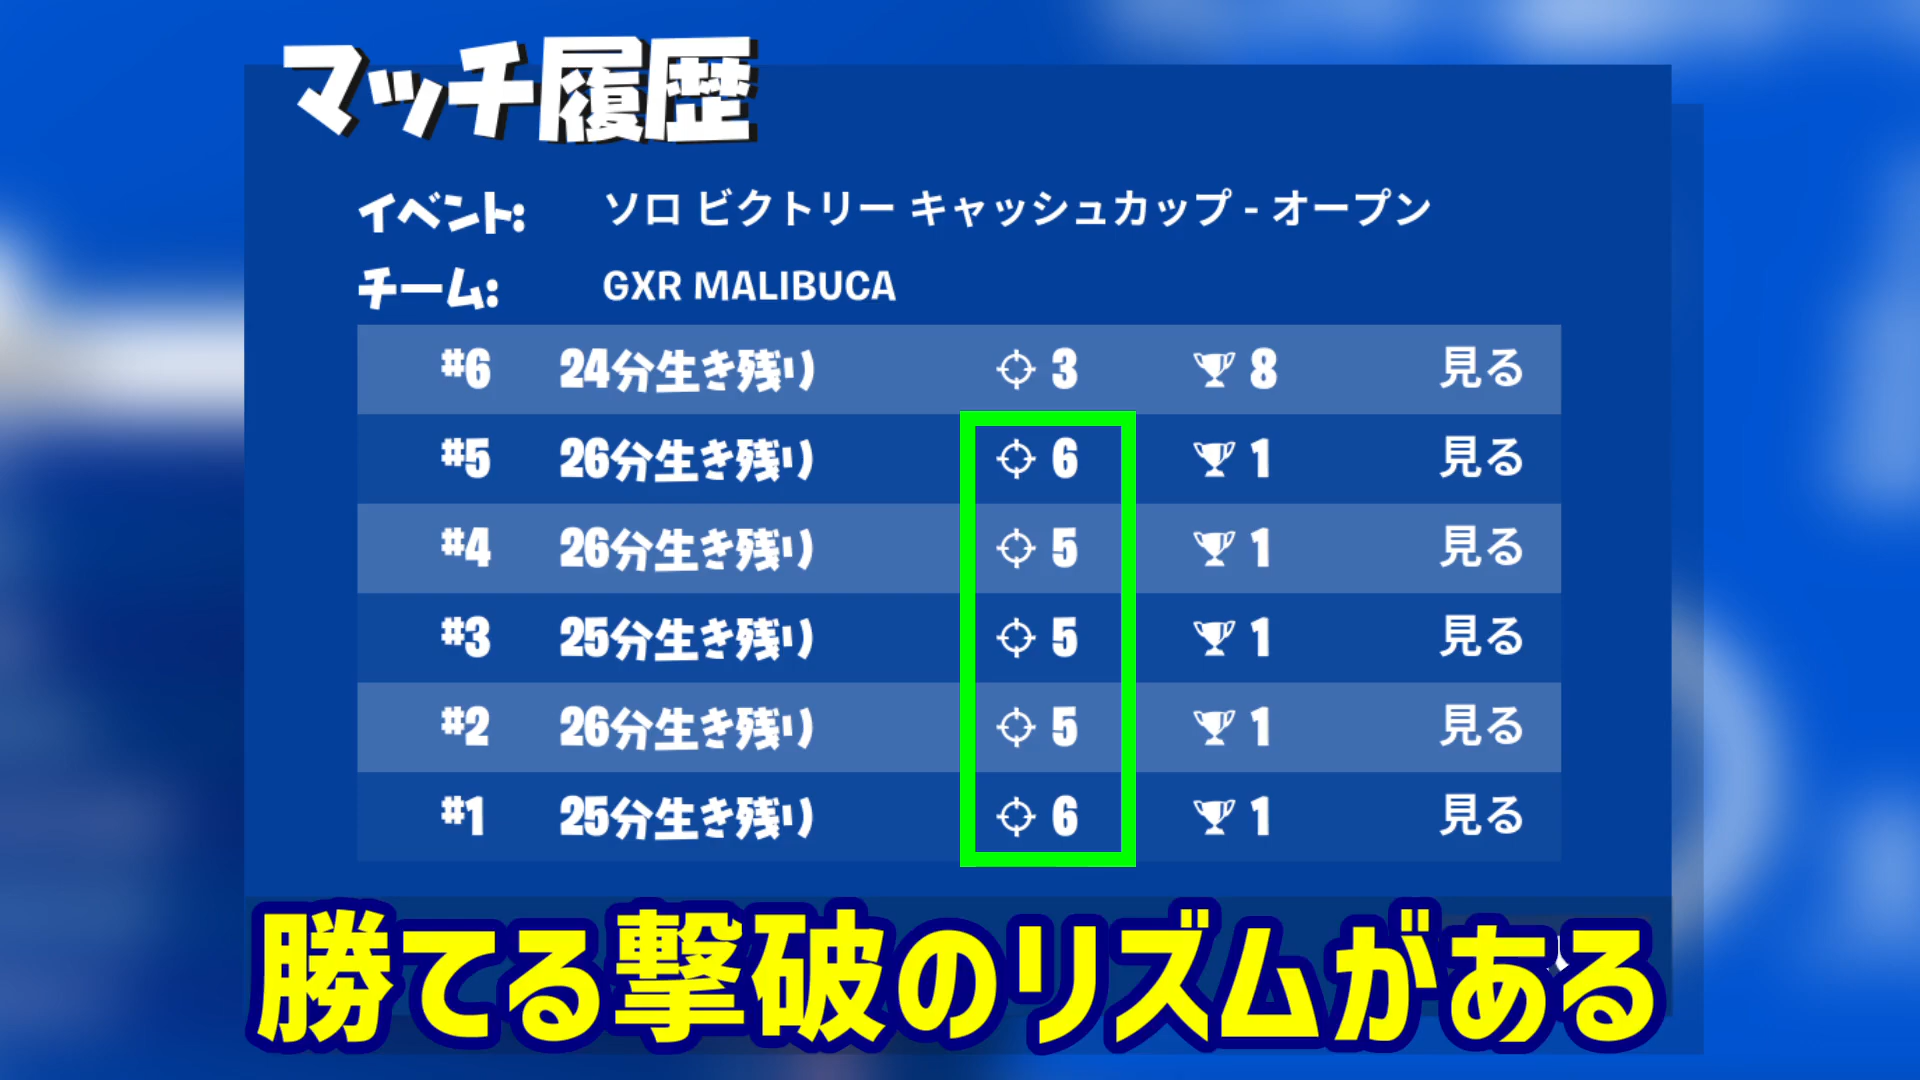 マッチ履歴
イベント: ソロ ビクトリー キャッシュカップ - オープン
チーム: GXR MALIBUCA
#6 24分生き残り 3 8 見る
#5 26分生き残り 6 1 見る
#4 26分生き残り 5 1 見る
#3 25分生き残り 5 1 見る
#2 26分生き残り 5 1 見る
#1 25分生き残り 6 1 見る
勝てる撃破のリズムがある